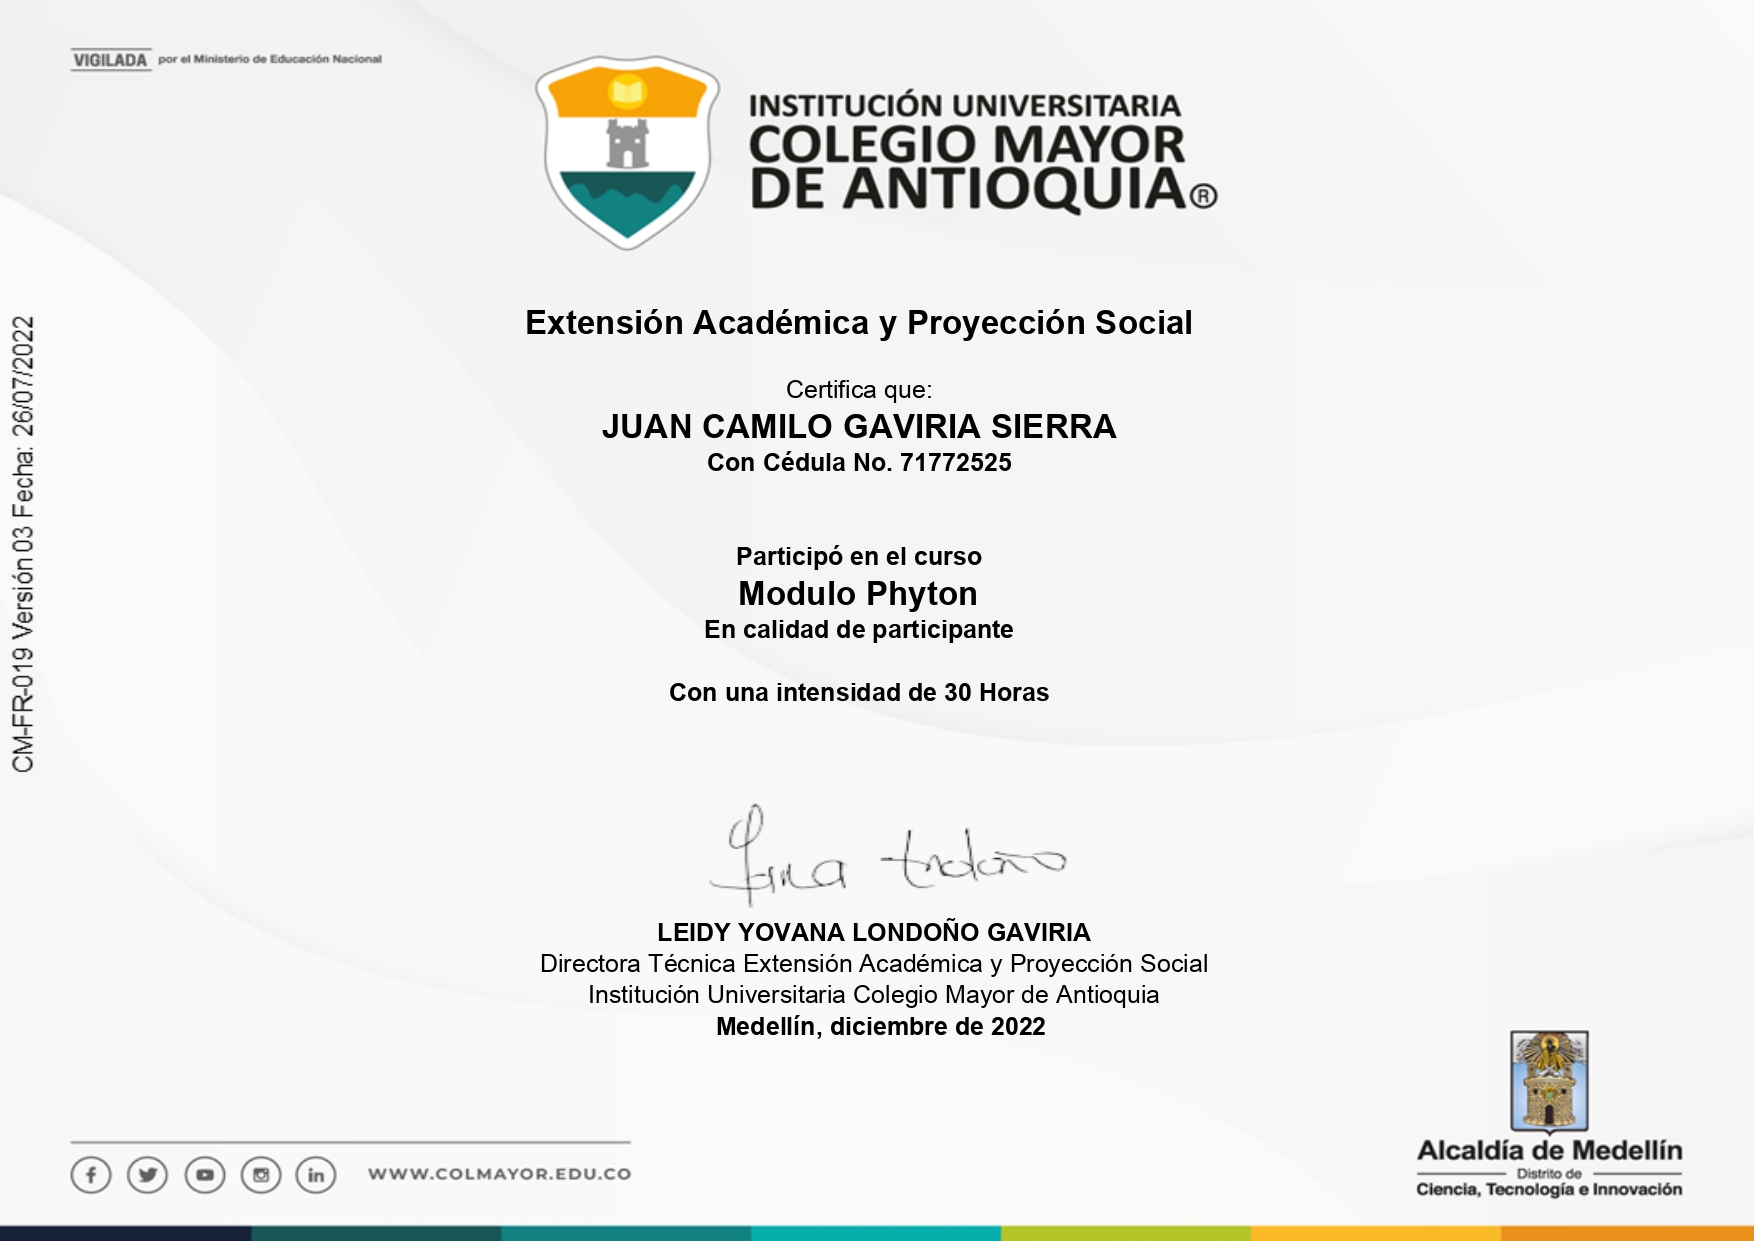 VIGILADA por el Ministerio de Educación Nacional
INSTITUCIÓN UNIVERSITARIA
COLEGIO MAYOR
DE ANTIOQUIA®
Extensión Académica y Proyección Social
Certifica que:
JUAN CAMILO GAVIRIA SIERRA
Con Cédula No. 71772525
Participó en el curso
Modulo Phyton
En calidad de participante
Con una intensidad de 30 Horas
CM-FR-019 Versión 03 Fecha: 26/07/2022
LEIDY YOVANA LONDOÑO GAVIRIA
Directora Técnica Extensión Académica y Proyección Social
Institución Universitaria Colegio Mayor de Antioquia
Medellín, diciembre de 2022
WWW.COLMAYOR.EDU.CO
Alcaldía de Medellín
Distrito de
Ciencia, Tecnología e Innovación